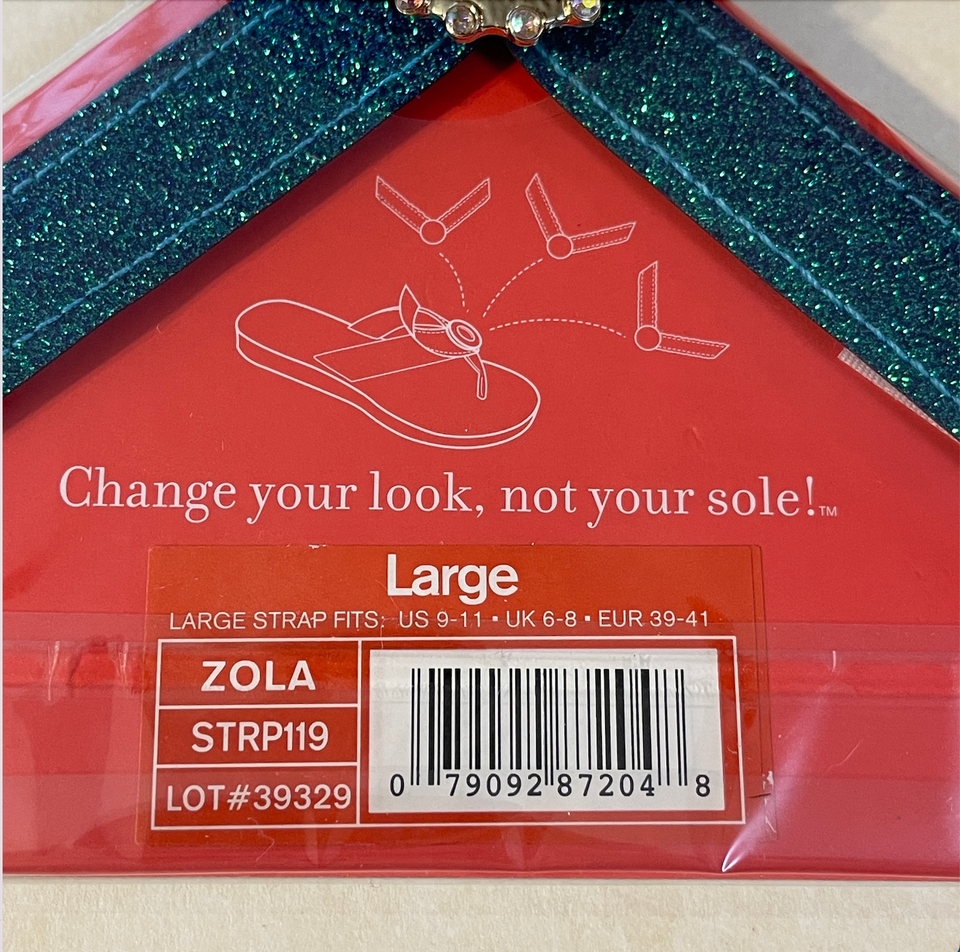 Change your look, not your sole!™
Large
LARGE STRAP FITS: US 9-11 ▪ UK 6-8 ▪ EUR 39-41
ZOLA
STRP119
LOT#39329
0 79092 87204 8